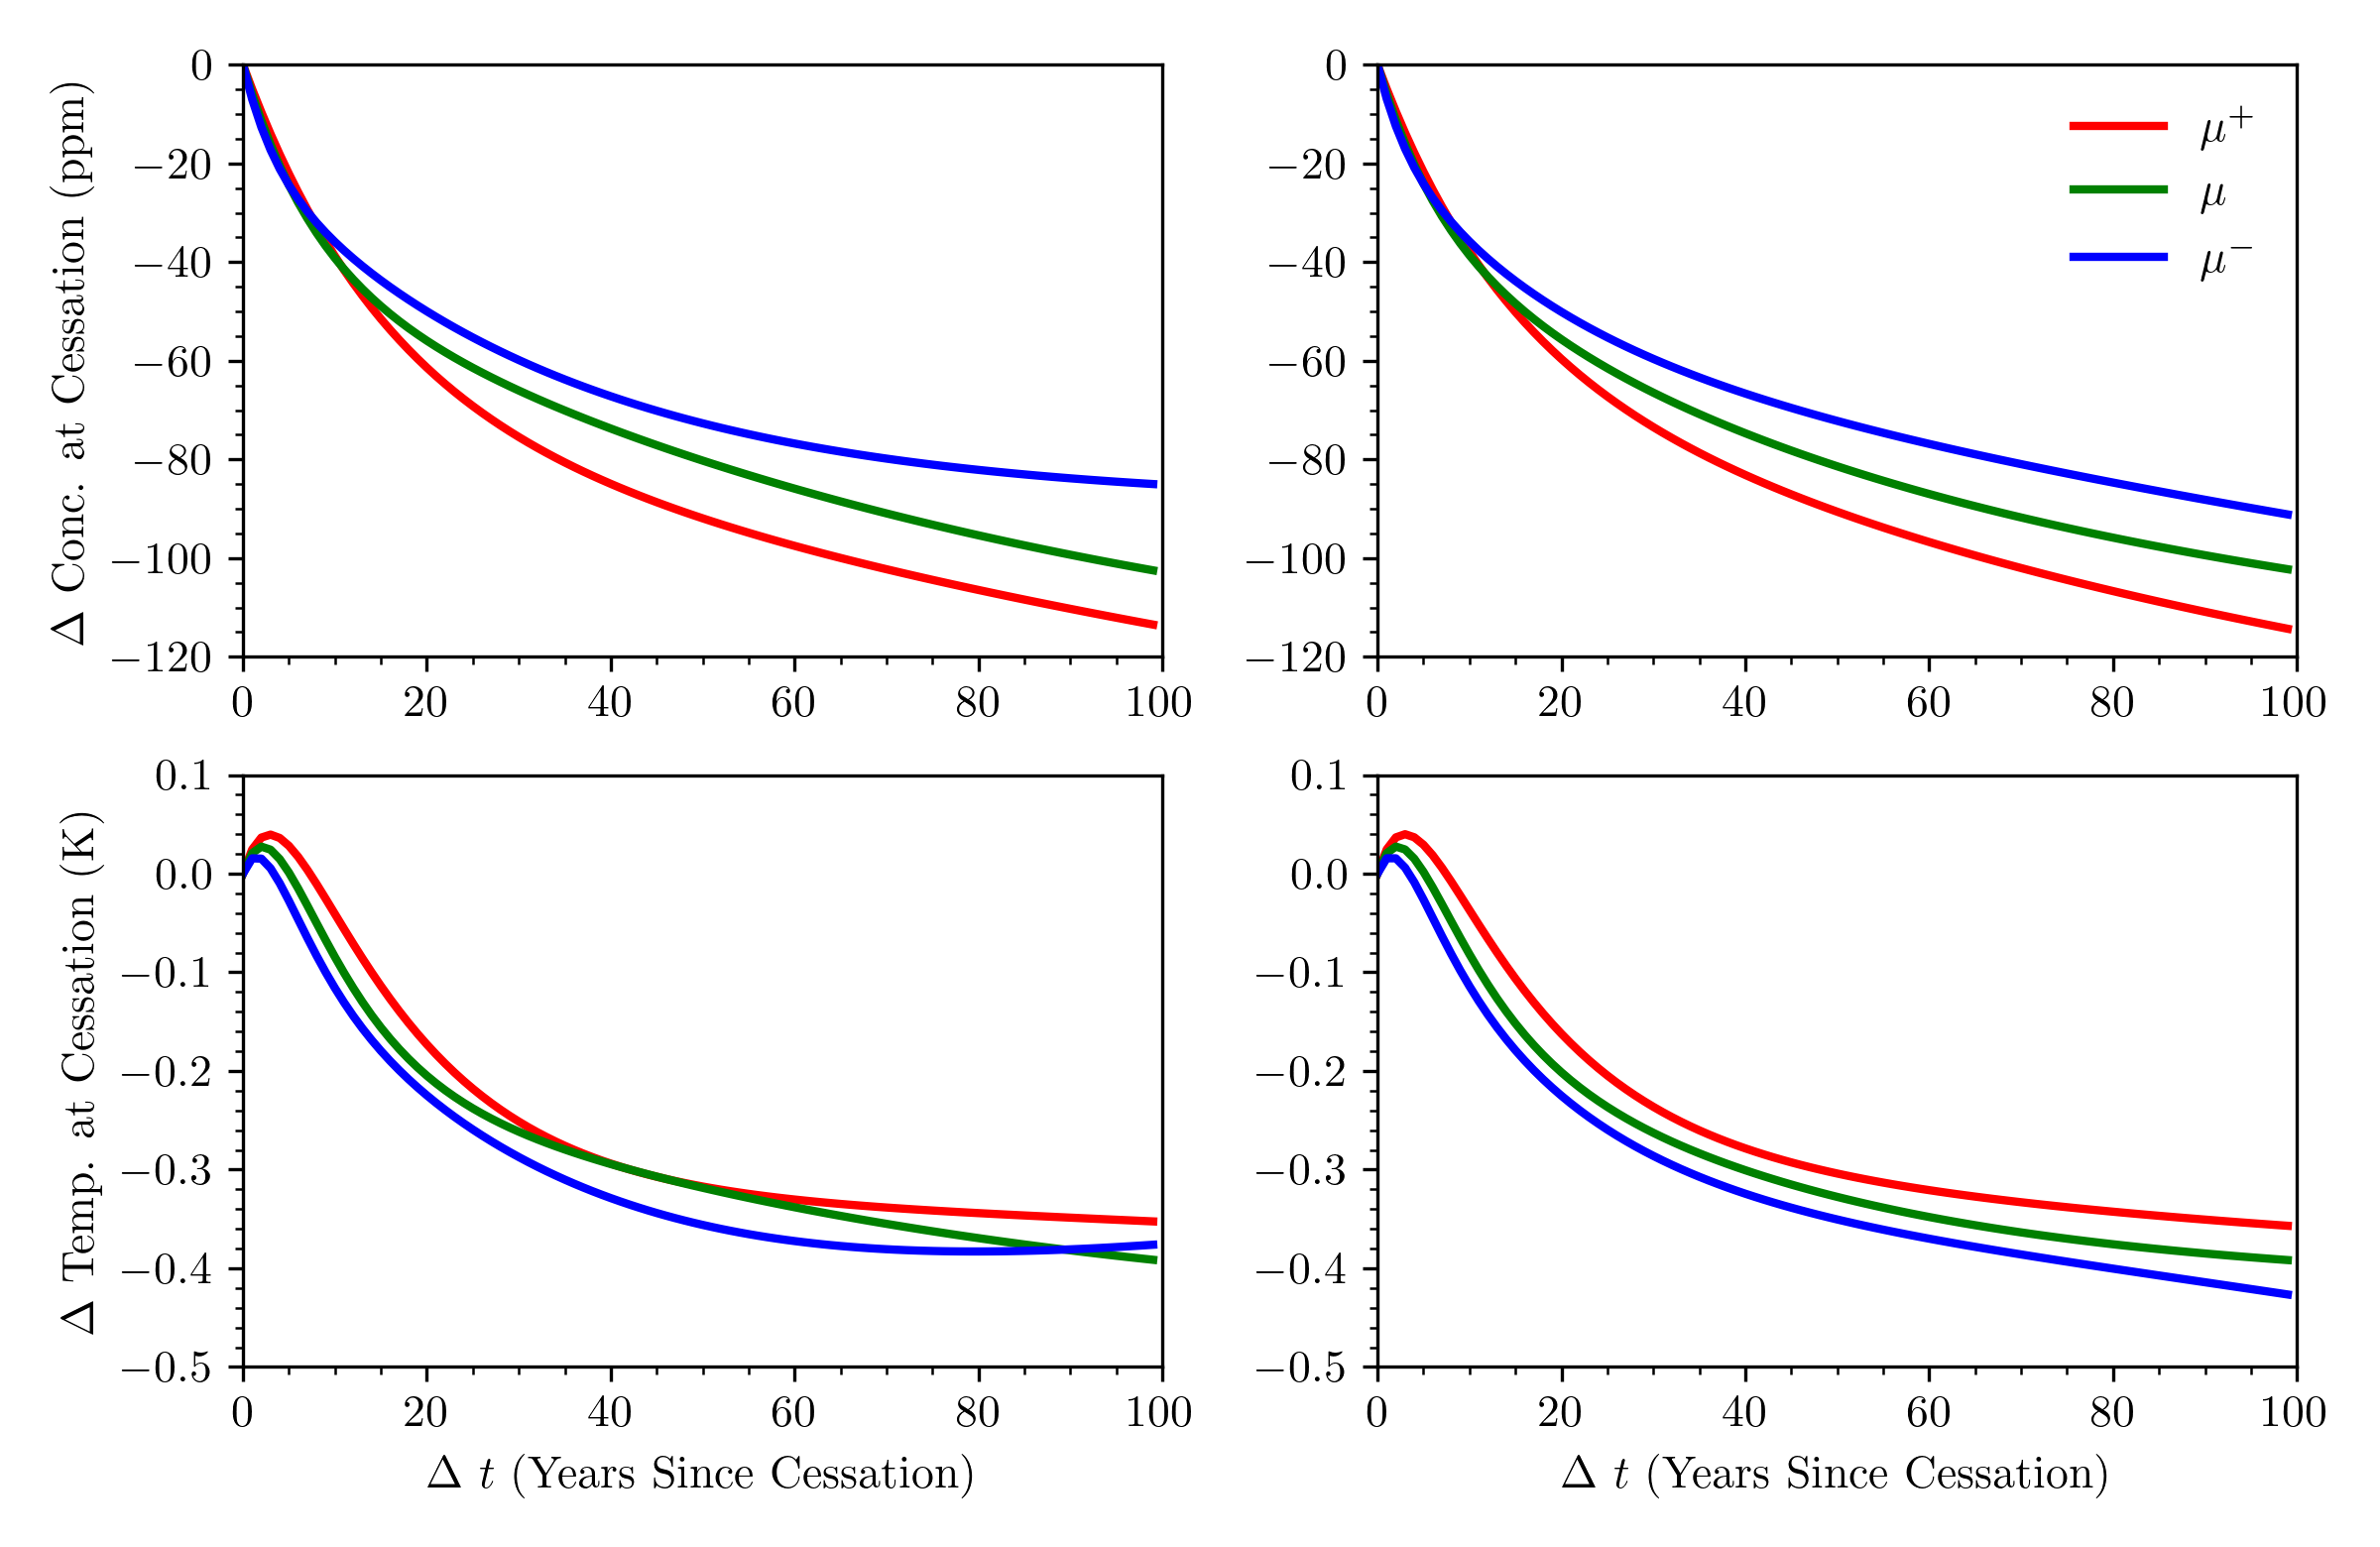 Δ Conc. at Cessation (ppm)
0
−20
−40
−60
−80
−100
−120
0 20 40 60 80 100
0
−20
−40
−60
−80
−100
−120
0 20 40 60 80 100
μ⁺
μ
μ⁻
Δ Temp. at Cessation (K)
0.1
0.0
−0.1
−0.2
−0.3
−0.4
−0.5
0 20 40 60 80 100
Δ t (Years Since Cessation)
0.1
0.0
−0.1
−0.2
−0.3
−0.4
−0.5
0 20 40 60 80 100
Δ t (Years Since Cessation)